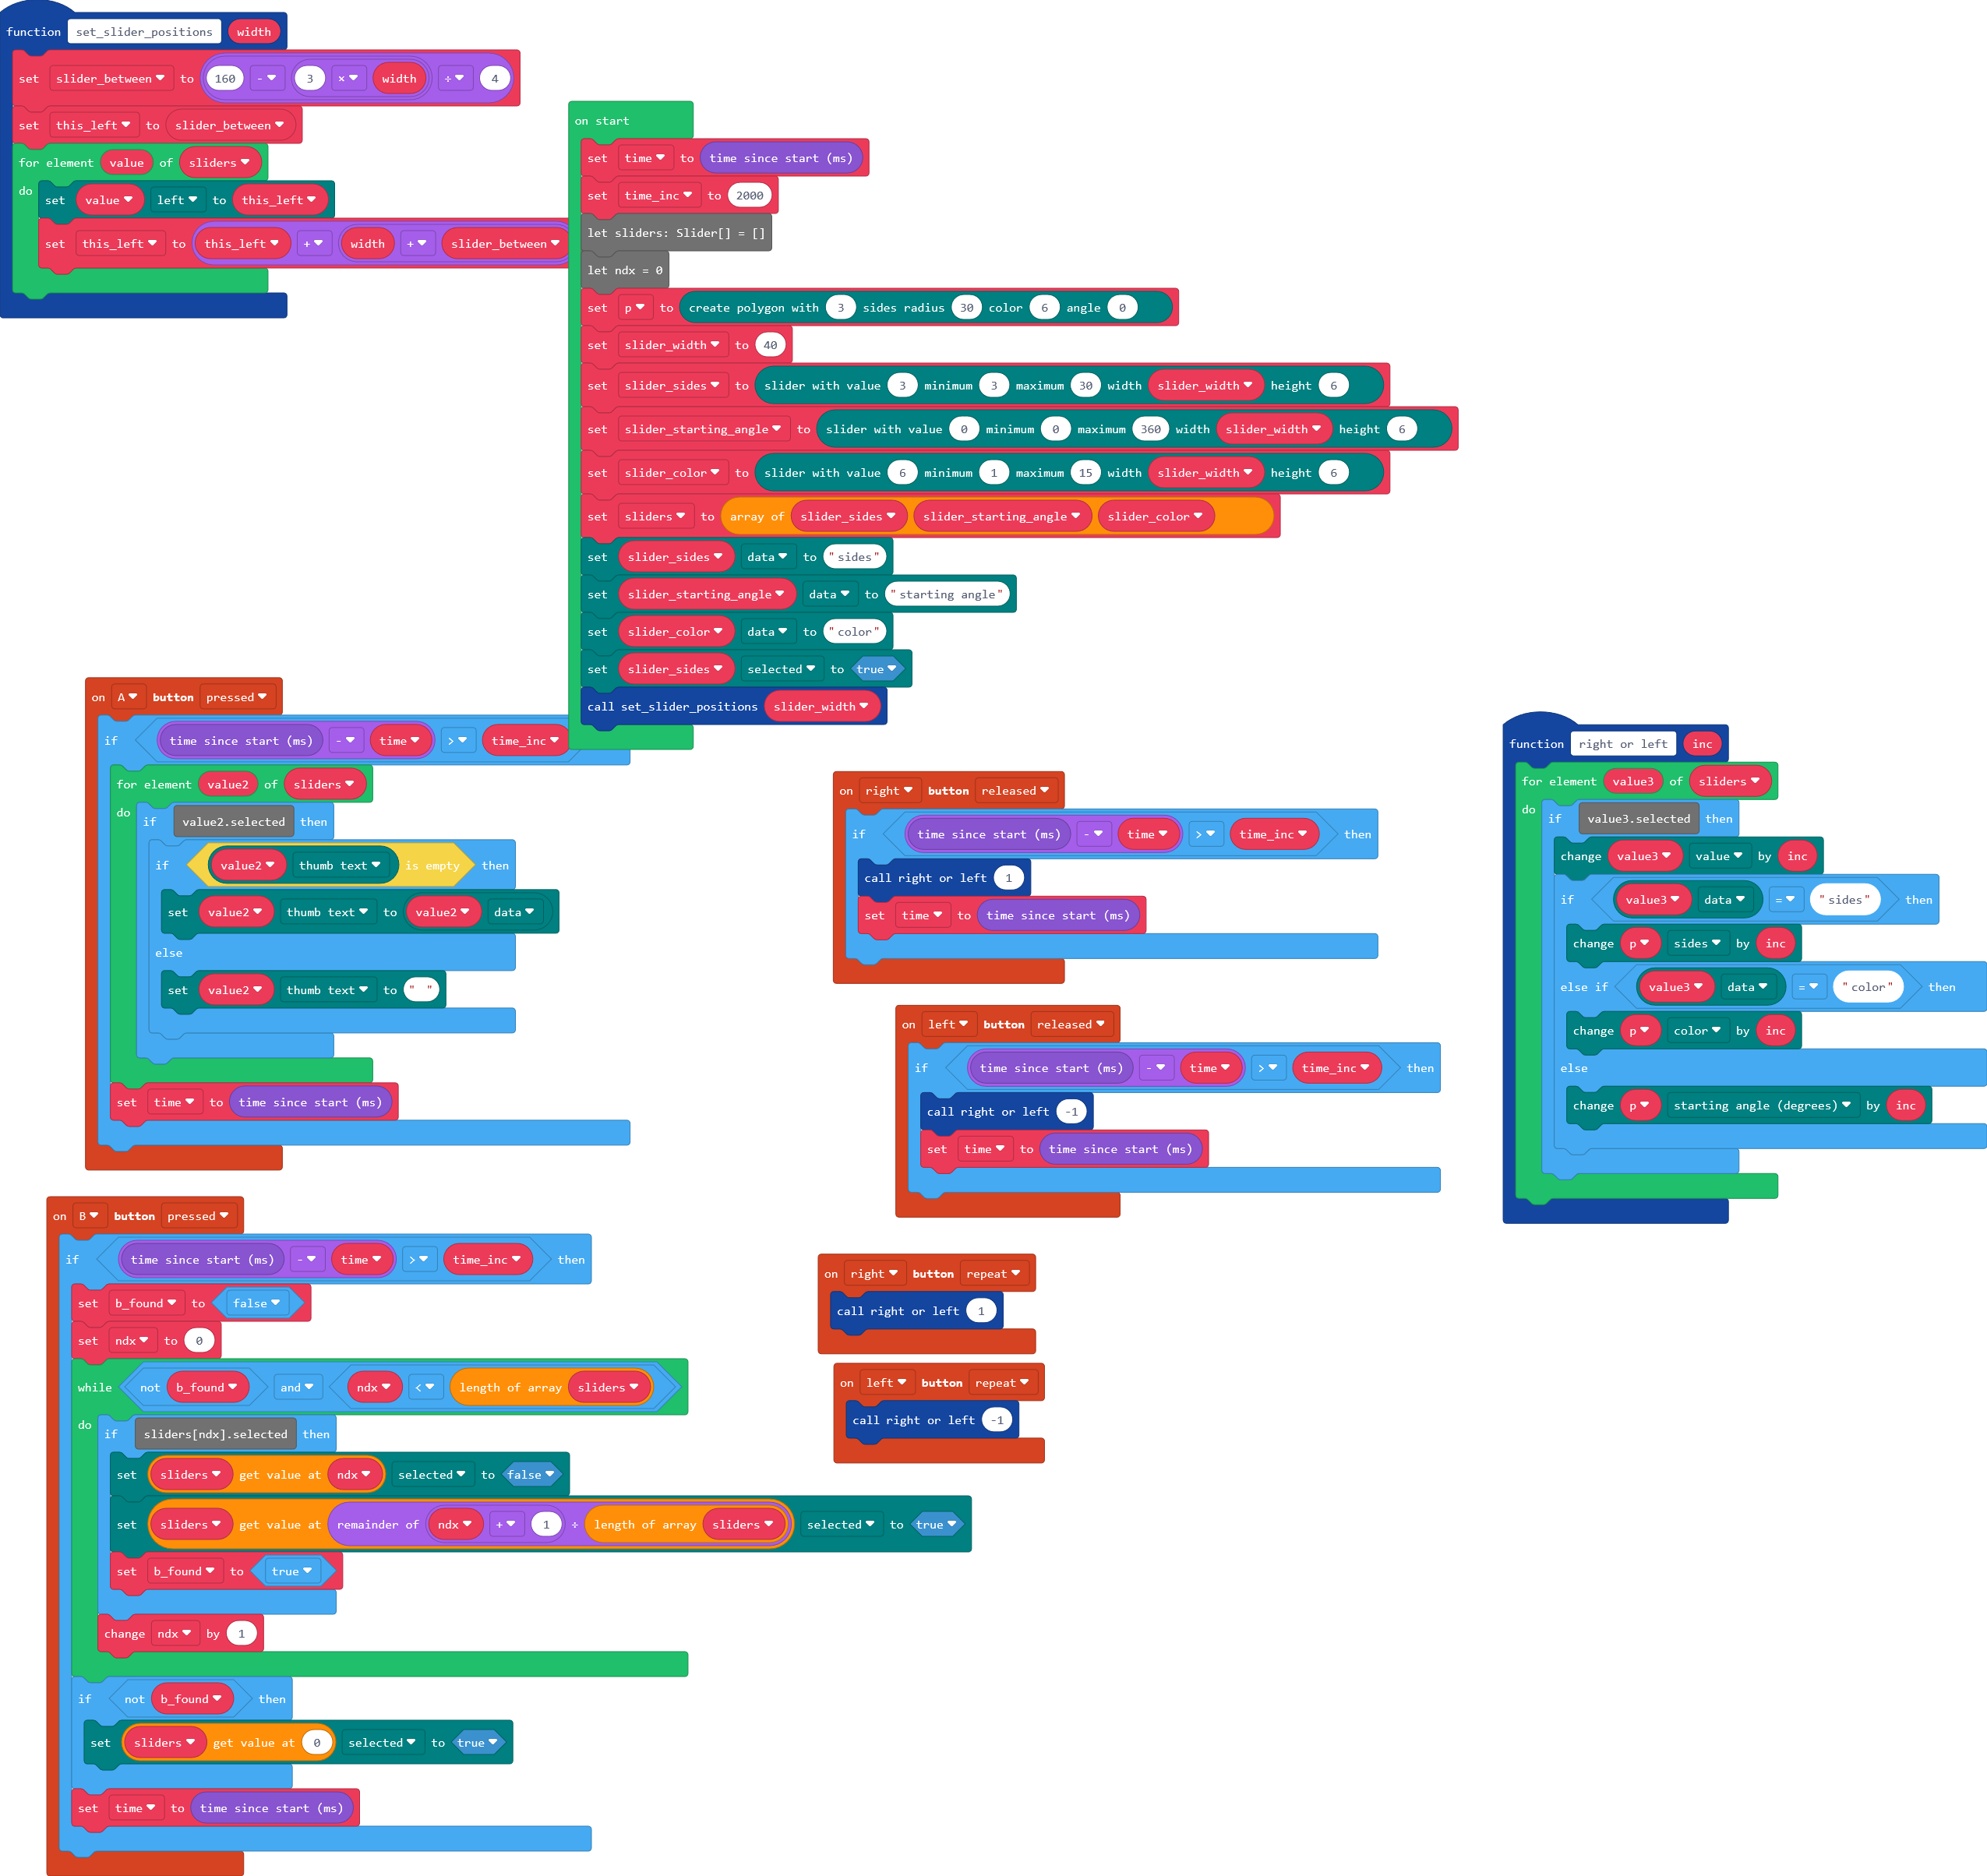 function set_slider_positions width
set slider_between to 160 - 3 × width ÷ 4
set this_left to slider_between
for element value of sliders
do
set value left to this_left
set this_left to this_left + width + slider_between
on start
set time to time since start (ms)
set time_inc to 2000
let sliders: Slider[] = []
let ndx = 0
set p to create polygon with 3 sides radius 30 color 6 angle 0
set slider_width to 40
set slider_sides to slider with value 3 minimum 3 maximum 30 width slider_width height 6
set slider_starting_angle to slider with value 0 minimum 0 maximum 360 width slider_width height 6
set slider_color to slider with value 6 minimum 1 maximum 15 width slider_width height 6
set sliders to array of slider_sides slider_starting_angle slider_color
set slider_sides data to "sides"
set slider_starting_angle data to "starting angle"
set slider_color data to "color"
set slider_sides selected to true
call set_slider_positions slider_width
on A button pressed
if time since start (ms) - time > time_inc
for element value2 of sliders
do
if value2.selected then
if value2 thumb text is empty then
set value2 thumb text to value2 data
else
set value2 thumb text to " "
set time to time since start (ms)
on right button released
if time since start (ms) - time > time_inc then
call right or left 1
set time to time since start (ms)
on left button released
if time since start (ms) - time > time_inc then
call right or left -1
set time to time since start (ms)
function right or left inc
for element value3 of sliders
do
if value3.selected then
change value3 value by inc
if value3 data = "sides" then
change p sides by inc
else if value3 data = "color" then
change p color by inc
else
change p starting angle (degrees) by inc
on B button pressed
if time since start (ms) - time > time_inc then
set b_found to false
set ndx to 0
while not b_found and ndx < length of array sliders
do
if sliders[ndx].selected then
set sliders get value at ndx selected to false
set sliders get value at remainder of ndx + 1 ÷ length of array sliders selected to true
set b_found to true
change ndx by 1
if not b_found then
set sliders get value at 0 selected to true
set time to time since start (ms)
on right button repeat
call right or left 1
on left button repeat
call right or left -1